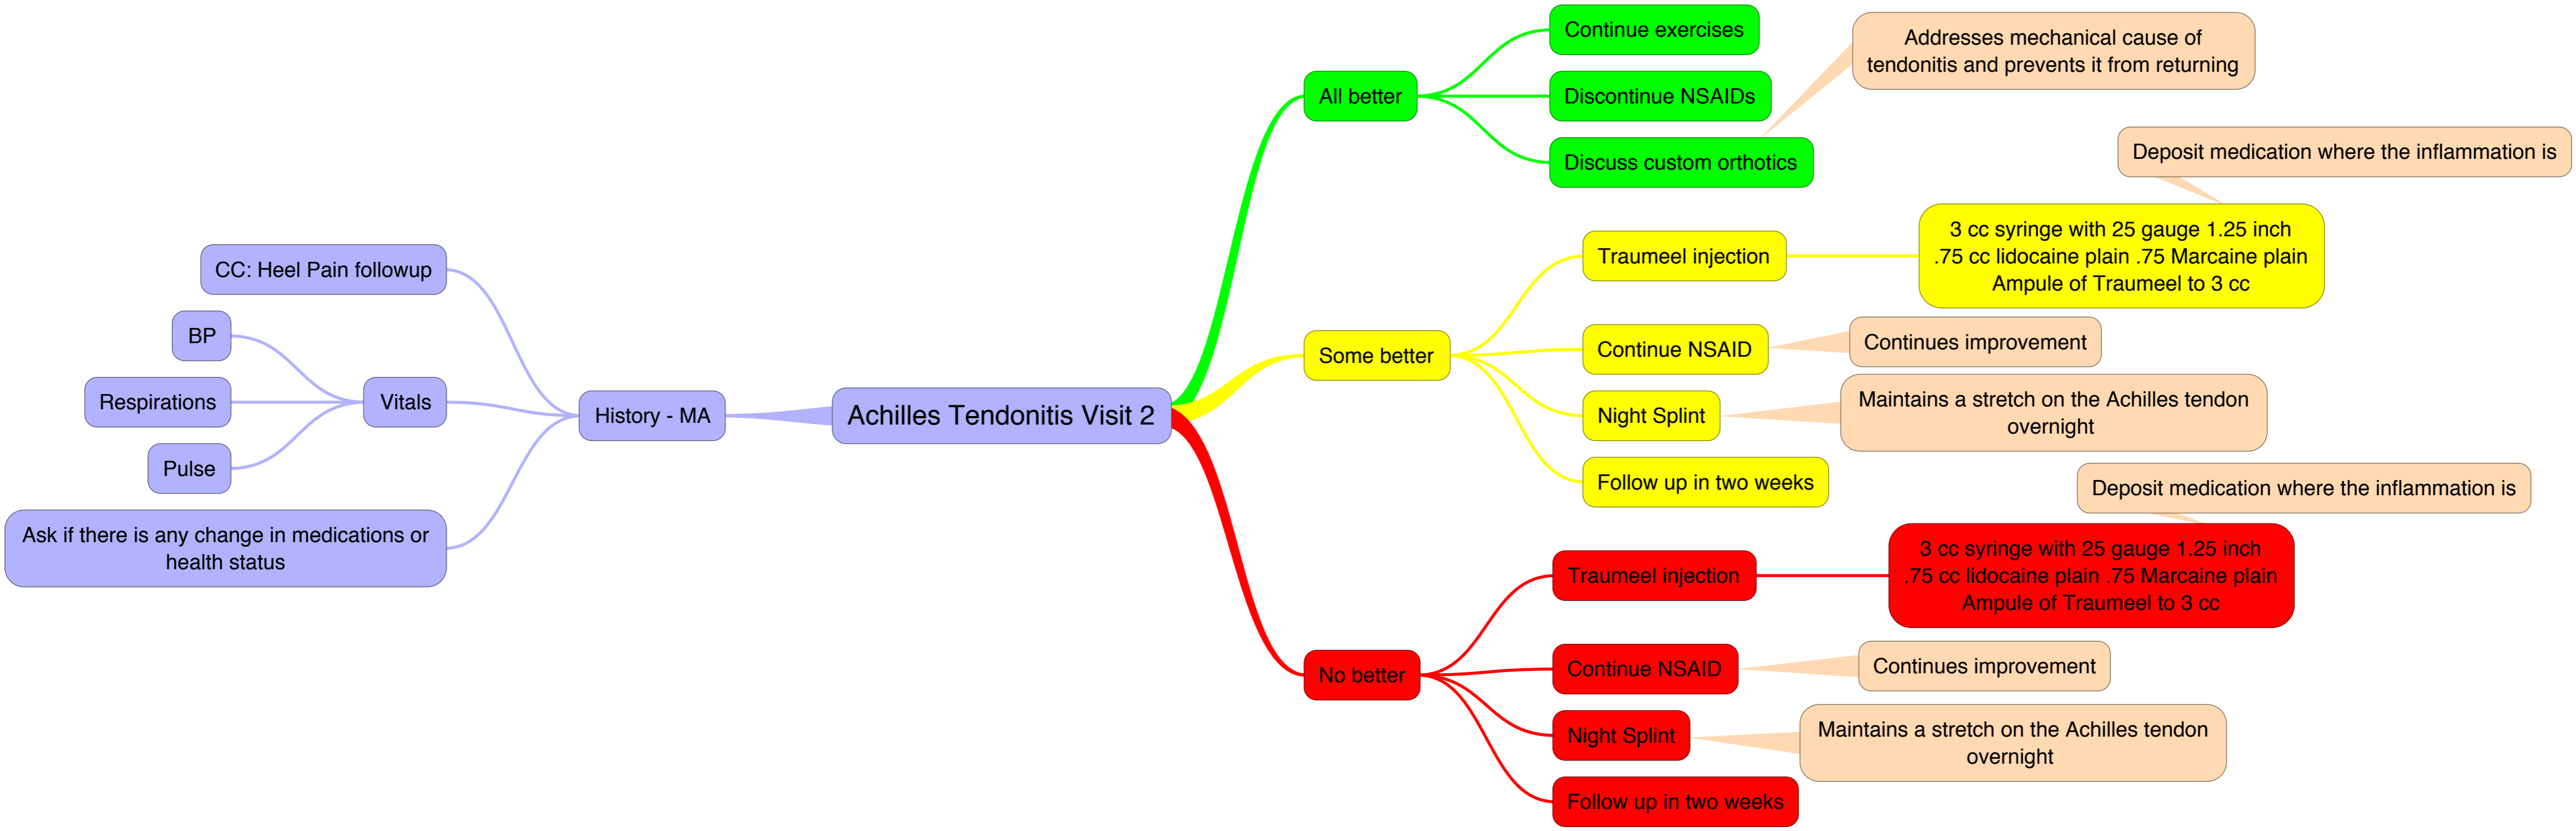 CC: Heel Pain followup
BP
Respirations
Pulse
Vitals
Ask if there is any change in medications or
health status
History - MA
Achilles Tendonitis Visit 2
All better
Continue exercises
Discontinue NSAIDs
Discuss custom orthotics
Addresses mechanical cause of
tendonitis and prevents it from returning
Some better
Traumeel injection
3 cc syringe with 25 gauge 1.25 inch
.75 cc lidocaine plain .75 Marcaine plain
Ampule of Traumeel to 3 cc
Deposit medication where the inflammation is
Continue NSAID
Continues improvement
Night Splint
Maintains a stretch on the Achilles tendon
overnight
Follow up in two weeks
No better
Traumeel injection
3 cc syringe with 25 gauge 1.25 inch
.75 cc lidocaine plain .75 Marcaine plain
Ampule of Traumeel to 3 cc
Deposit medication where the inflammation is
Continue NSAID
Continues improvement
Night Splint
Maintains a stretch on the Achilles tendon
overnight
Follow up in two weeks